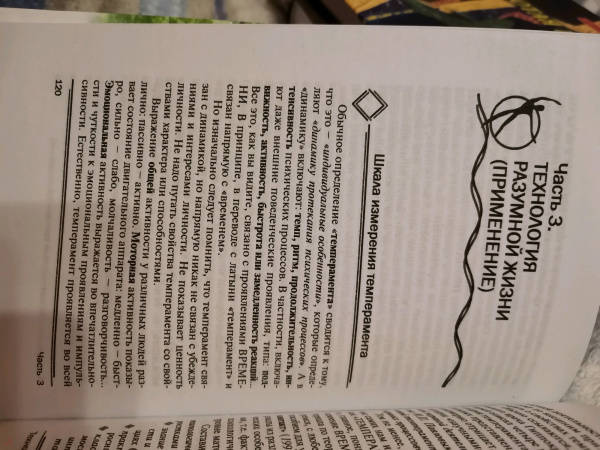 Часть 3.
ТЕХНОЛОГИЯ
РАЗУМНОЙ ЖИЗНИ
(ПРИМЕНЕНИЕ)
Шкала измерения темперамента
Обычное определение «темперамента» сводится к тому,
что это – «индивидуальные особенности», которые опреде-
ляют «динамику протекания психических процессов». А в
«динамику» включают: темп, ритм, продолжительность, ин-
тенсивность психических процессов. В частности, включа-
ют даже внешние поведенческие проявления, типа: под-
вижность, активность, быстрота или замедленность реакций.
Все это, как вы видите, связано с проявлениями ВРЕМЕ-
НИ. В принципе, в переводе с латыни «темперамент» и
связан напрямую с «временем».
Но изначально следует помнить, что темперамент свя-
зан с динамикой, но напрямую никак не связан с убежде-
ниями и интересами личности. Не показывает ценность
личности. Не надо путать свойства темперамента со свой-
ствами характера или способностями.
Выражение общей активности у различных людей раз-
лично: пассивно – активно. Моторная активность показы-
вает состояние двигательного аппарата: медленно – быст-
ро, сильно – слабо, молчаливость – разговорчивость...
Эмоциональная активность выражается во впечатлительно-
сти и чуткости к эмоциональным проявлениям и импуль-
сивности. Естественно, темперамент проявляется во всей
120
Часть 3